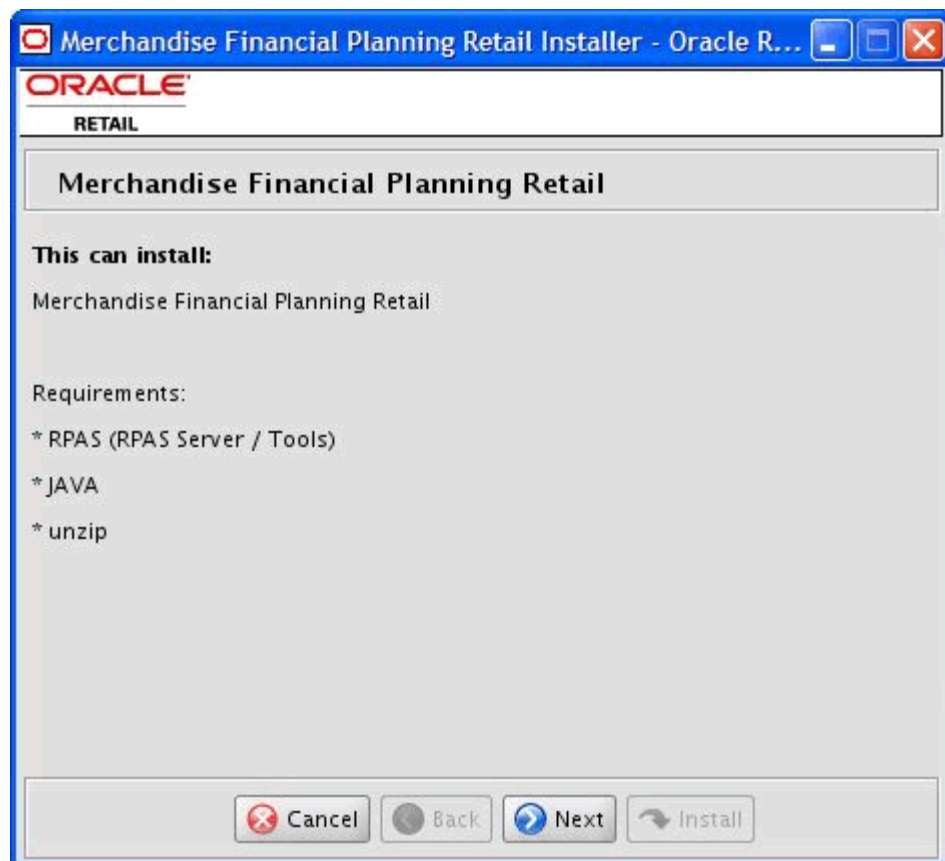 Merchandise Financial Planning Retail Installer - Oracle R...
ORACLE'
RETAIL
Merchandise Financial Planning Retail
This can install:
Merchandise Financial Planning Retail
Requirements:
* RPAS (RPAS Server / Tools)
* JAVA
* unzip
Cancel Back Next Install